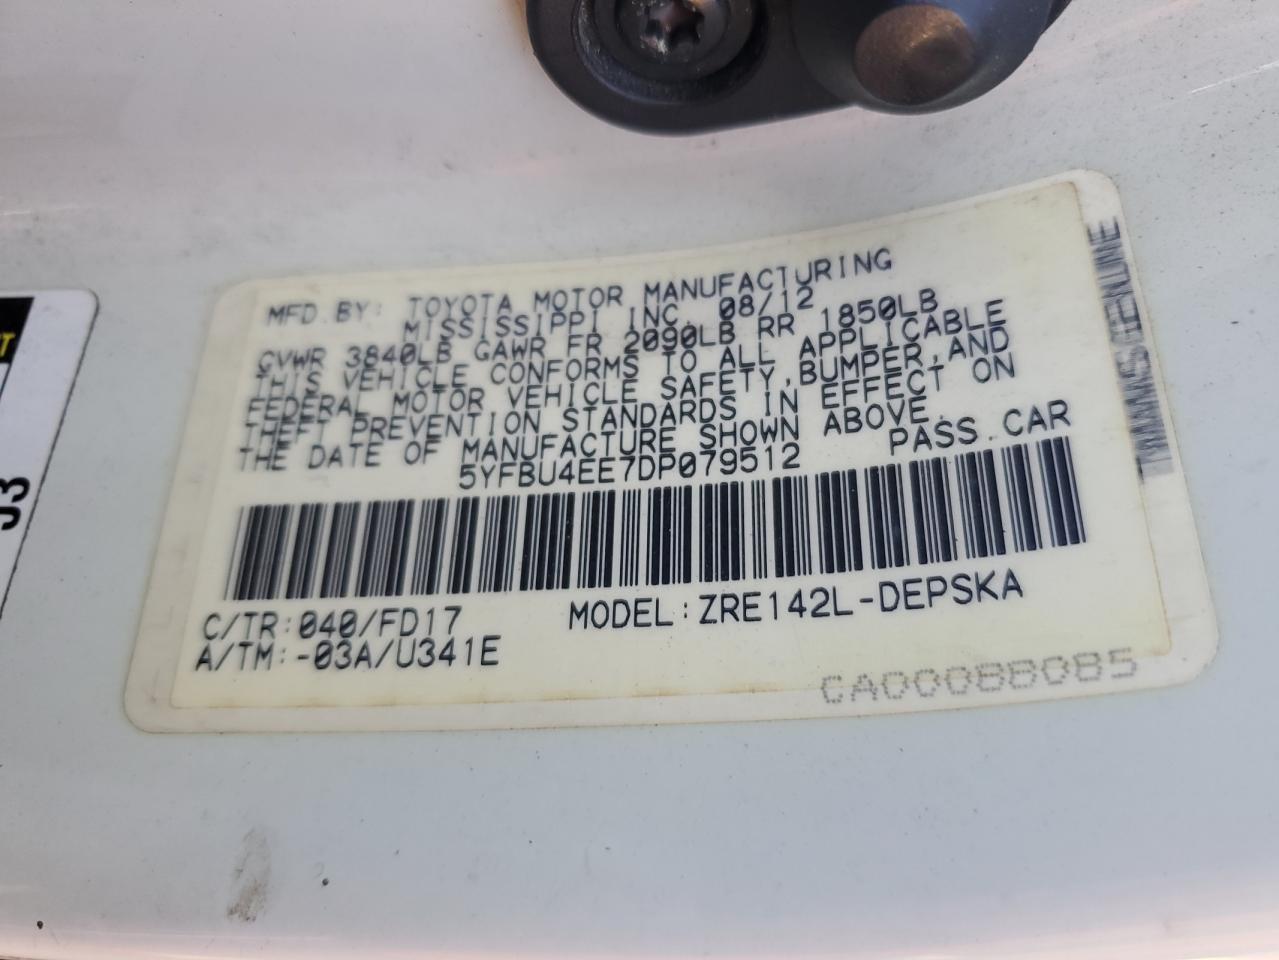 MFD. BY: TOYOTA MOTOR MANUFACTURING
MISSISSIPPI INC. 08/12
GVWR 3840LB GAWR FR 2090LB RR 1850LB
THIS VEHICLE CONFORMS TO ALL APPLICABLE
FEDERAL MOTOR VEHICLE SAFETY, BUMPER, AND
THEFT PREVENTION STANDARDS IN EFFECT ON
THE DATE OF MANUFACTURE SHOWN ABOVE.
5YFBU4EE7DP079512 PASS. CAR
C/TR: 040/FD17 MODEL: ZRE142L-DEPSKA
A/TM: -03A/U341E
CA00088085
J3